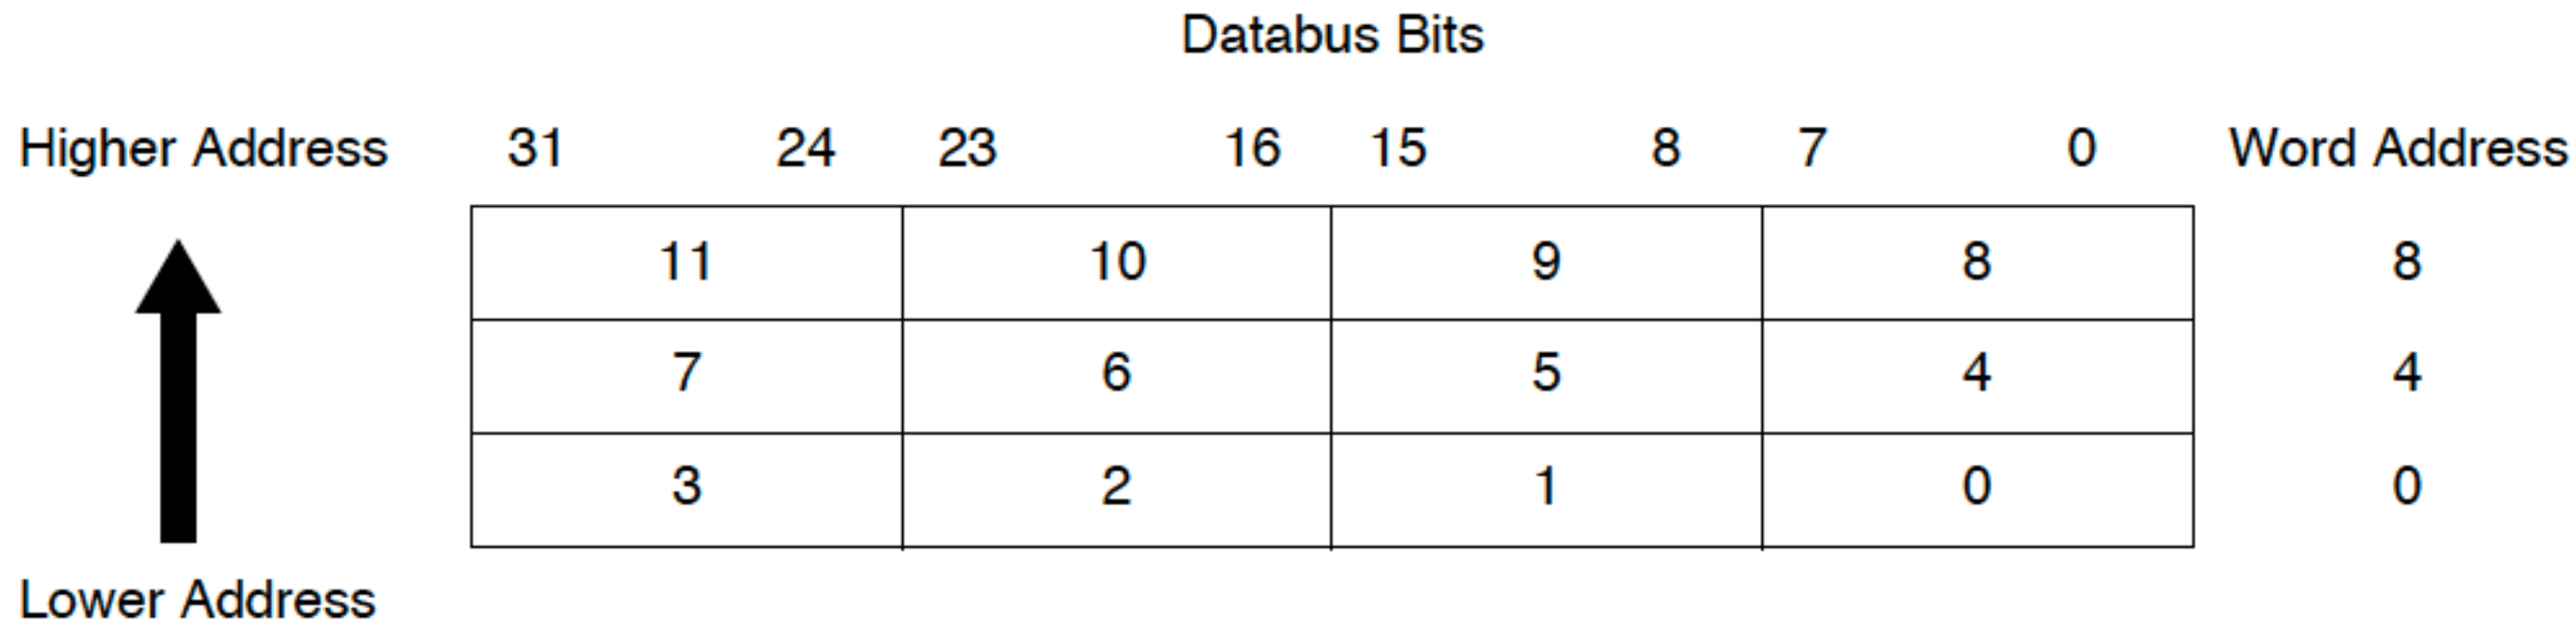 Databus Bits
Higher Address 31 24 23 16 15 8 7 0 Word Address
11 10 9 8 8
7 6 5 4 4
3 2 1 0 0
Lower Address